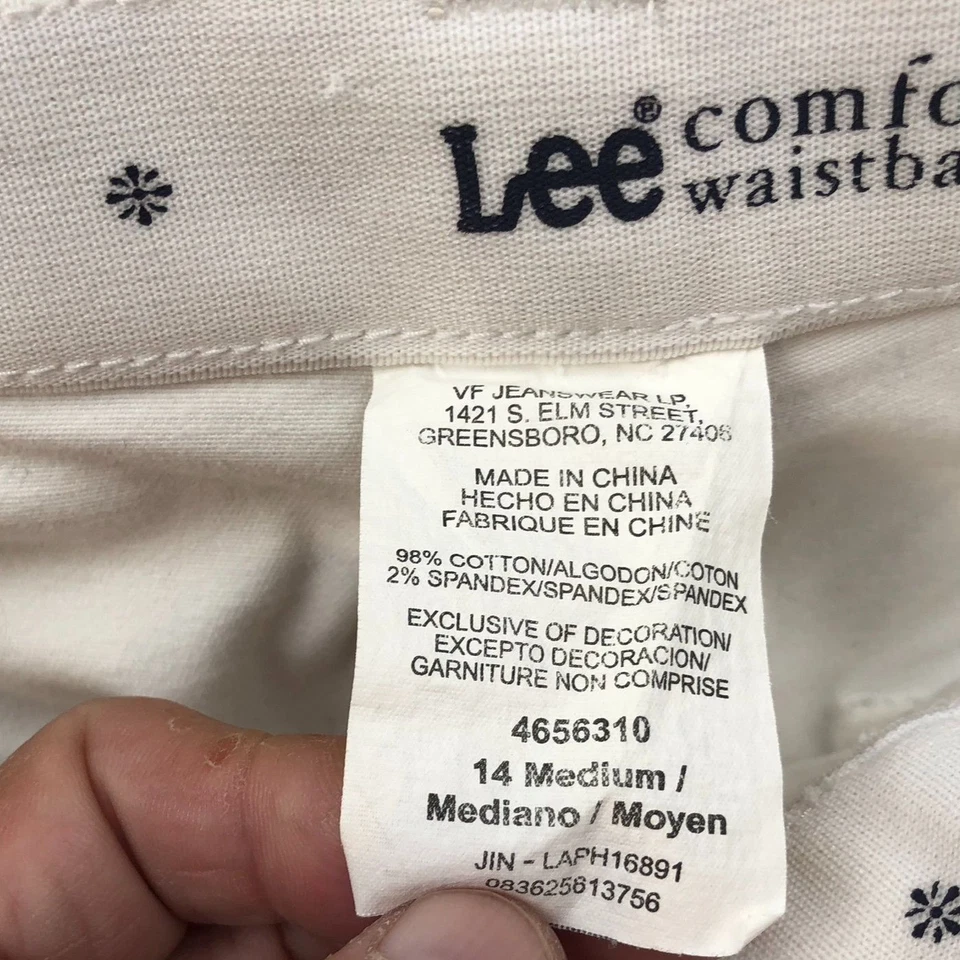 Lee® comfo
waistba
VF JEANSWEAR LP,
1421 S. ELM STREET,
GREENSBORO, NC 27406
MADE IN CHINA
HECHO EN CHINA
FABRIQUE EN CHINE
98% COTTON/ALGODON/COTON
2% SPANDEX/SPANDEX/SPANDEX
EXCLUSIVE OF DECORATION/
EXCEPTO DECORACION/
GARNITURE NON COMPRISE
4656310
14 Medium /
Mediano / Moyen
JIN - LAPH16891
083625613756